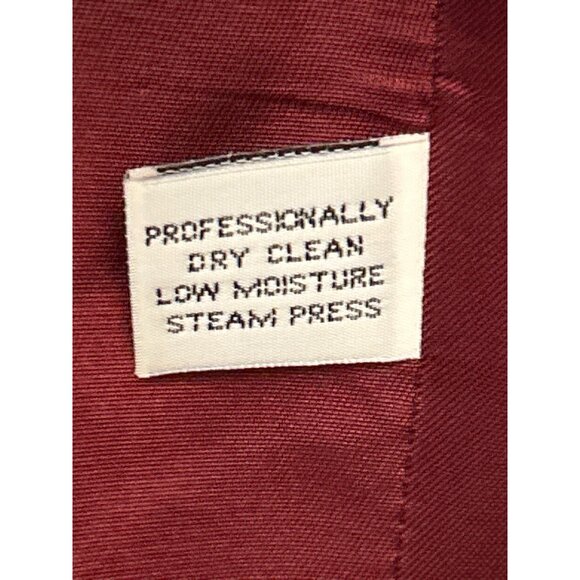 PROFESSIONALLY
DRY CLEAN
LOW MOISTURE
STEAM PRESS